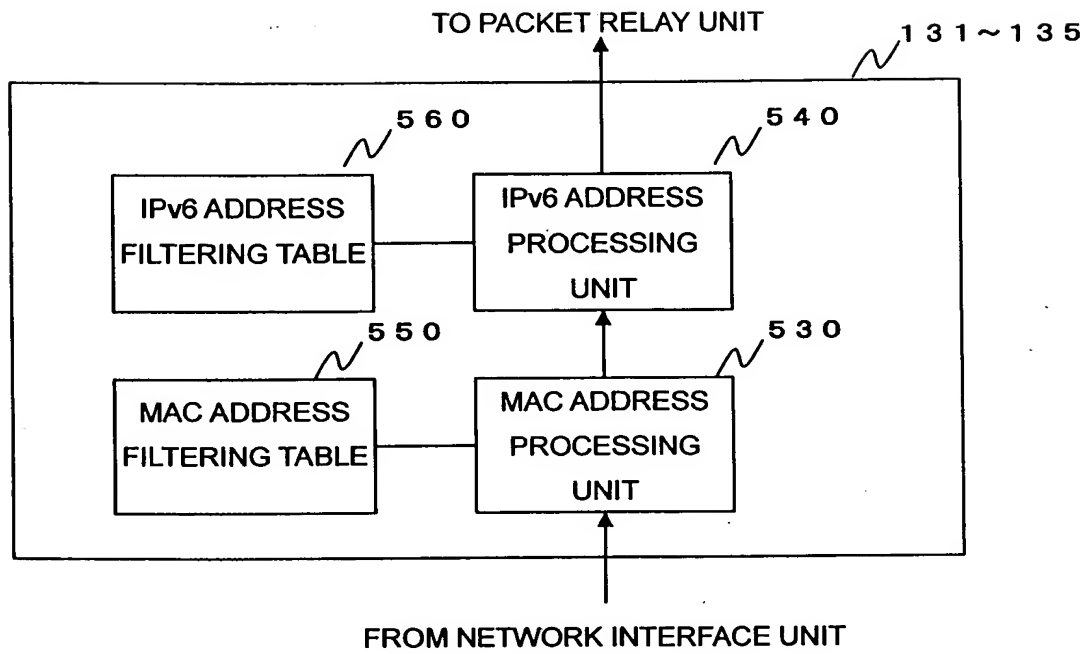 TO PACKET RELAY UNIT
131~135
560
540
IPv6 ADDRESS
FILTERING TABLE
IPv6 ADDRESS
PROCESSING
UNIT
550
530
MAC ADDRESS
FILTERING TABLE
MAC ADDRESS
PROCESSING
UNIT
FROM NETWORK INTERFACE UNIT